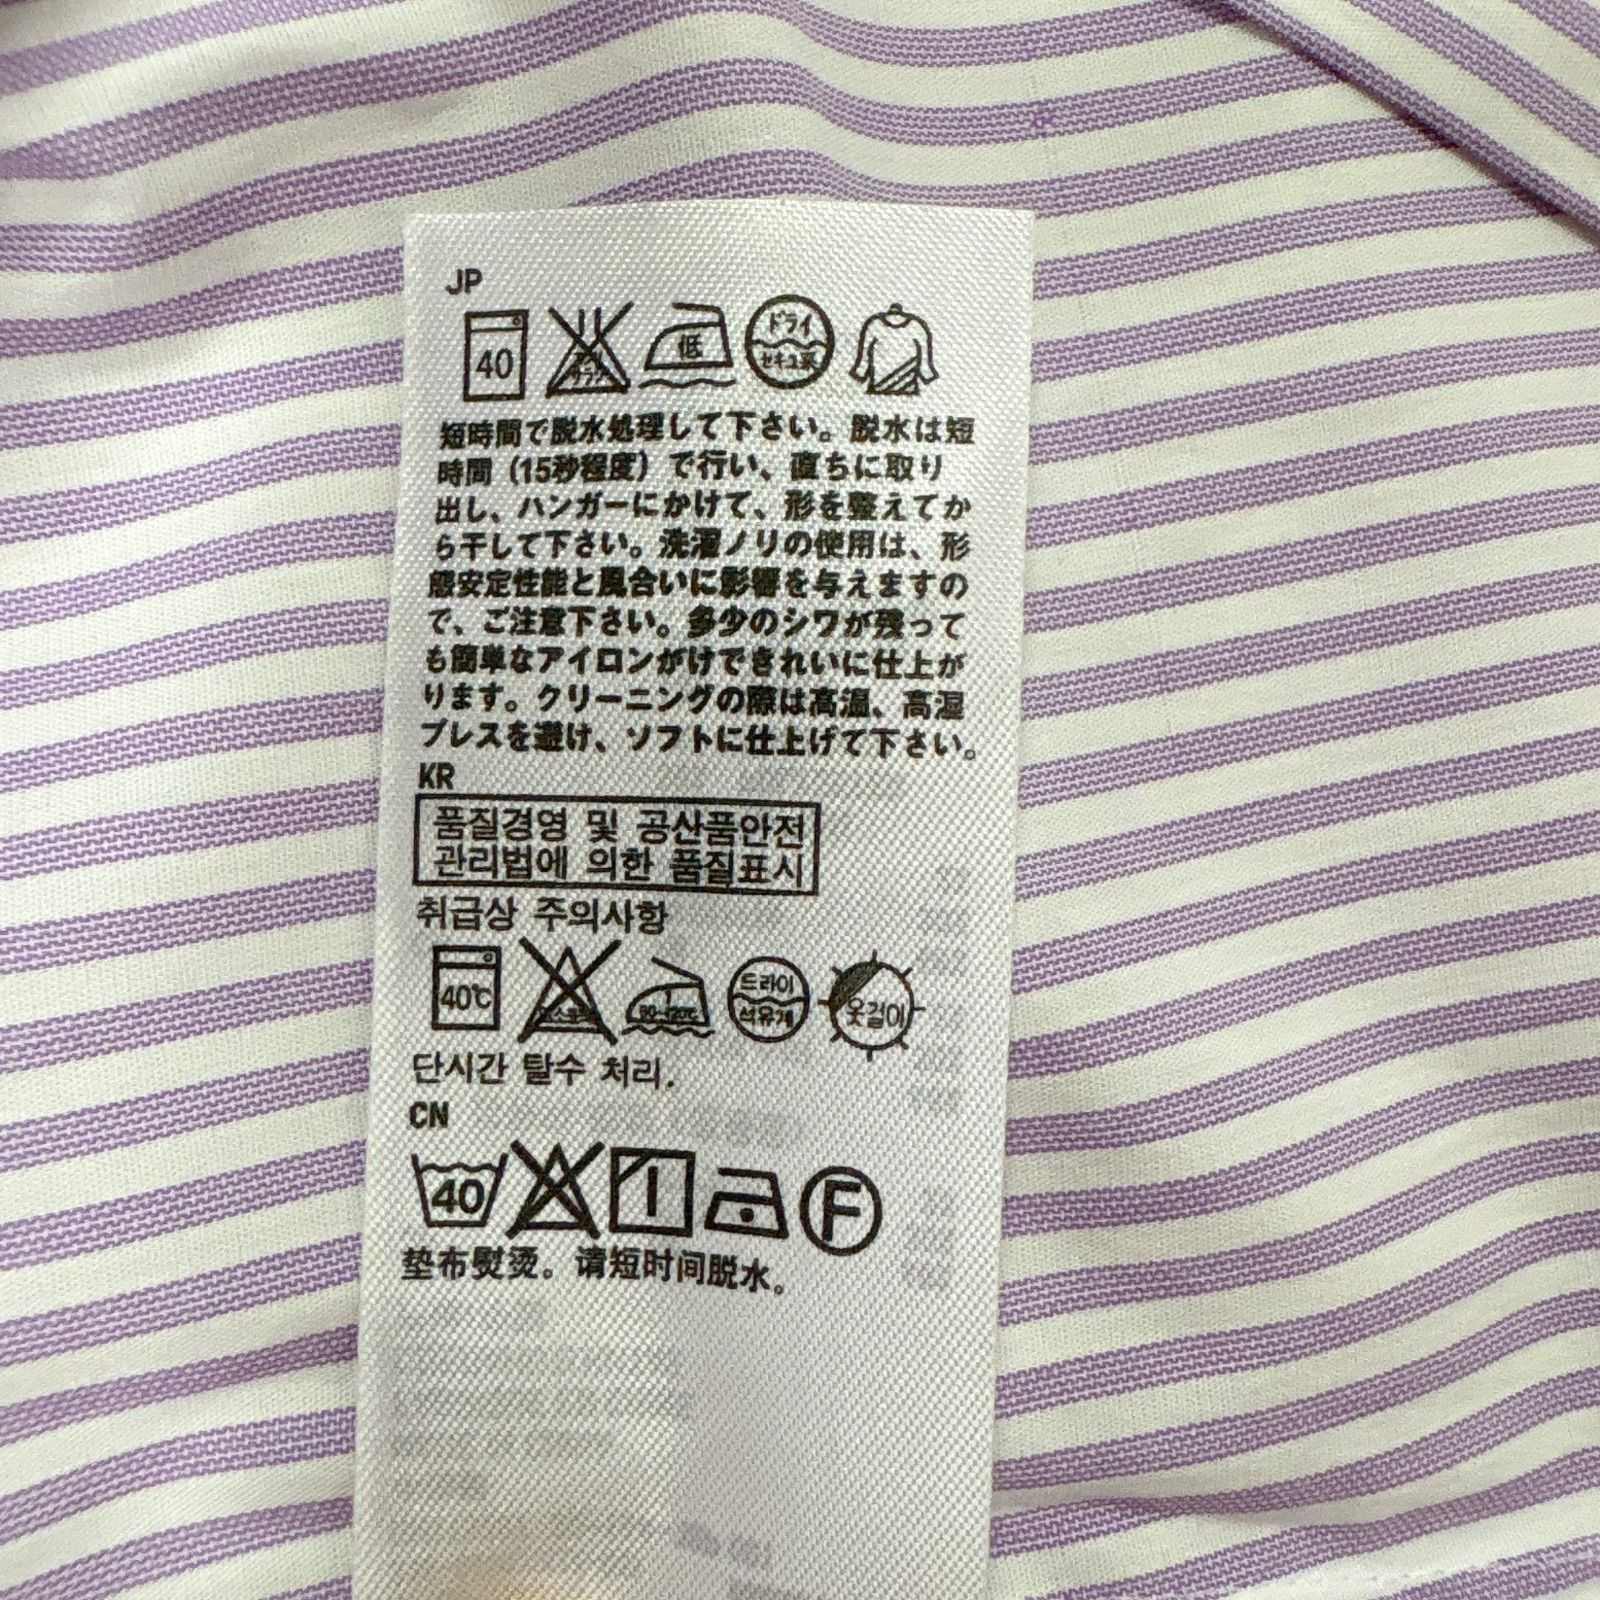 JP
40
低
ドライ
セキユ系
短時間で脱水処理して下さい。脱水は短
時間（15秒程度）で行い、直ちに取り
出し、ハンガーにかけて、形を整えてか
ら干して下さい。洗濯ノリの使用は、形
態安定性能と風合いに影響を与えますの
で、ご注意下さい。多少のシワが残って
も簡単なアイロンがけできれいに仕上が
ります。クリーニングの際は高温、高湿
プレスを避け、ソフトに仕上げて下さい。
KR
품질경영 및 공산품안전
관리법에 의한 품질표시
취급상 주의사항
40℃
드라이
석유계
옷걸이
단시간 탈수 처리.
CN
40
F
垫布熨烫。请短时间脱水。